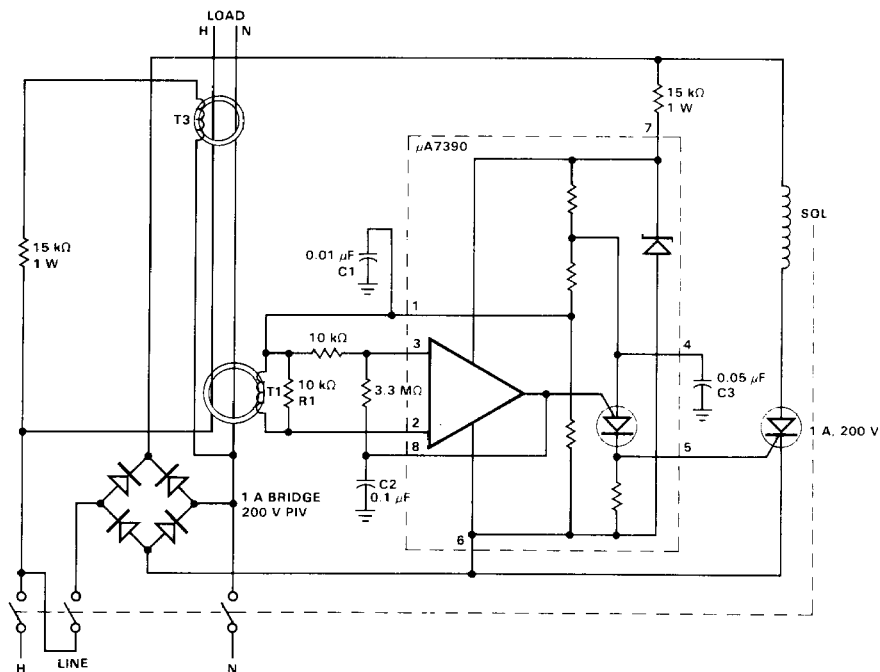 LOAD
H N
T3
15 kΩ
1 W
7
μA7390
SOL
15 kΩ
1 W
0.01 μF
C1
1
10 kΩ
3
4
T1
10 kΩ
R1
3.3 MΩ
0.05 μF
C3
2
8
1 A, 200 V
5
1 A BRIDGE
200 V PIV
C2
0.1 μF
6
H
LINE
N